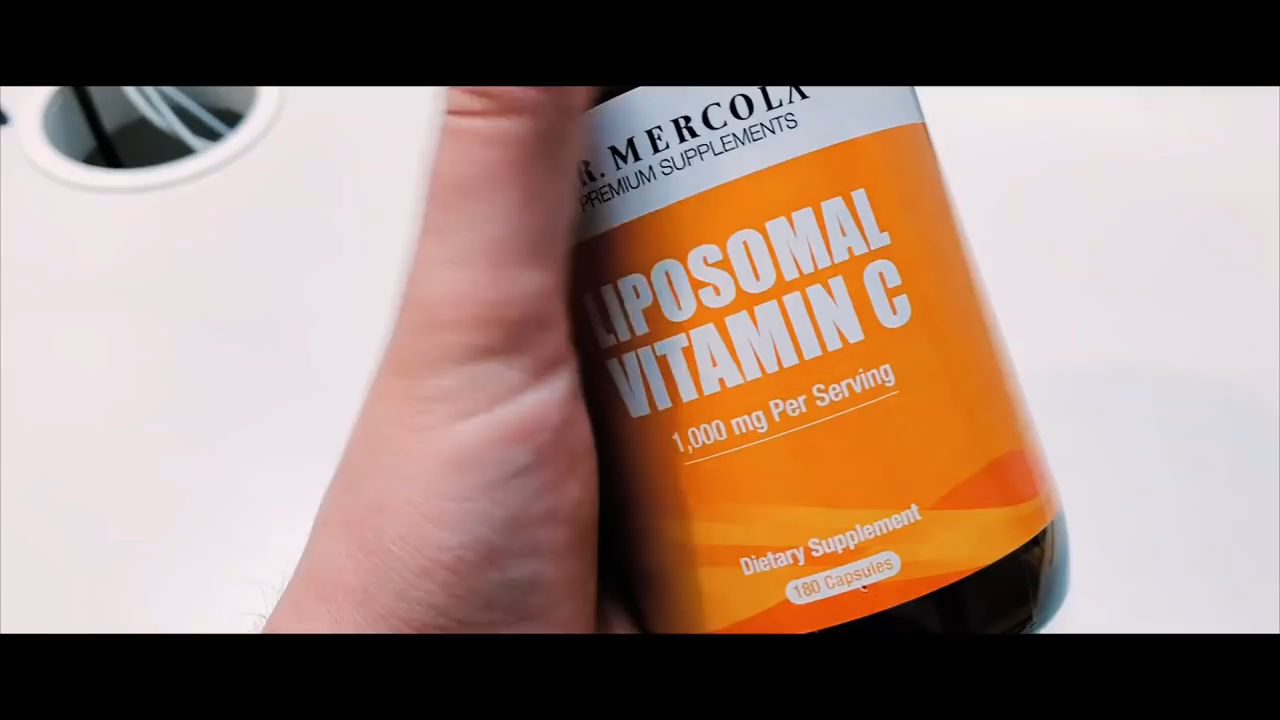 R. MERCOLA
PREMIUM SUPPLEMENTS
LIPOSOMAL
VITAMIN C
1,000 mg Per Serving
Dietary Supplement
180 Capsules